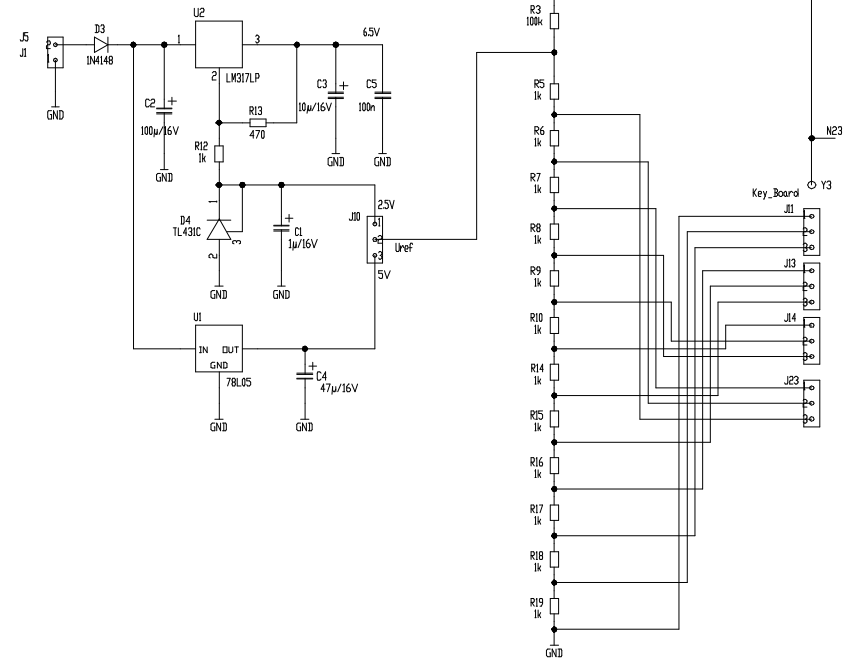 R3
100k
U2
J5
J1
2
1
D3
1N4148
1
3
6.5V
2
LM317LP
C2
100µ/16V
R13
470
C3
10µ/16V
C5
100n
GND
GND
GND
GND
R12
1k
R5
1k
R6
1k
N23
R7
1k
Key_Board
Y3
D4
TL431C
1
3
2
C1
1µ/16V
J10
2.5V
1
2
3
Uref
5V
R8
1k
J11
1
2
3
GND
GND
R9
1k
J13
1
2
3
U1
IN
OUT
GND
78L05
C4
47µ/16V
R10
1k
J14
1
2
3
R14
1k
J23
1
2
3
GND
GND
R15
1k
R16
1k
R17
1k
R18
1k
R19
1k
GND